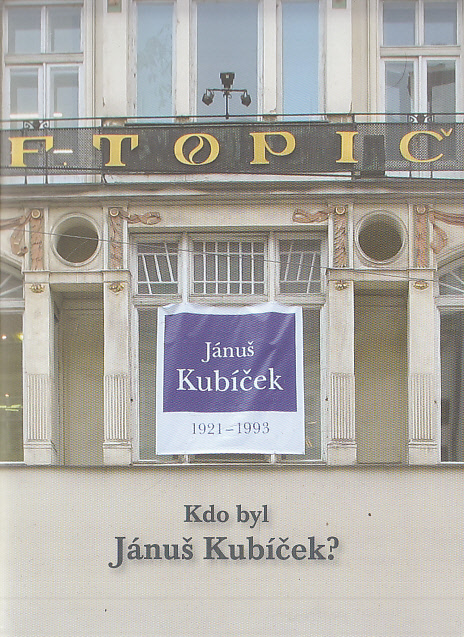 F. TOPIČ
Jánuš
Kubíček
1921–1993
Kdo byl
Jánuš Kubíček?